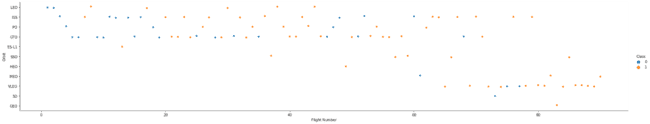 LEO
ISS
PO
GTO
ES-L1
SSO
HEO
MEO
VLEO
SO
GEO
Orbit
0 20 40 60 80
Flight Number
Class
0
1